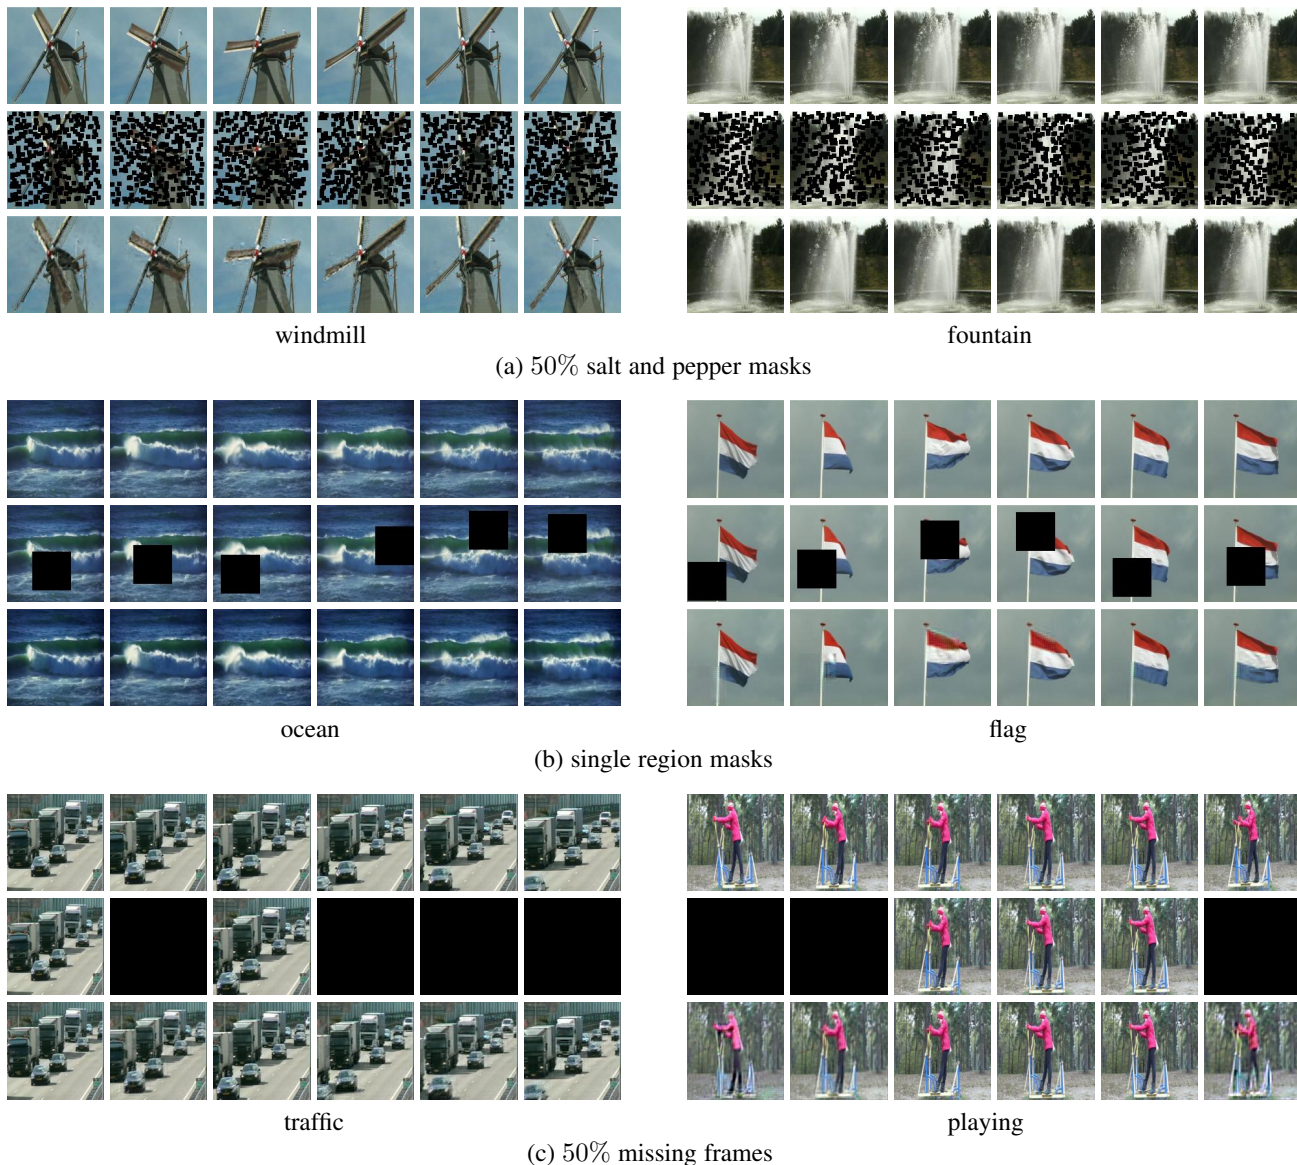 windmill
fountain
(a) 50% salt and pepper masks
ocean
flag
(b) single region masks
traffic
playing
(c) 50% missing frames